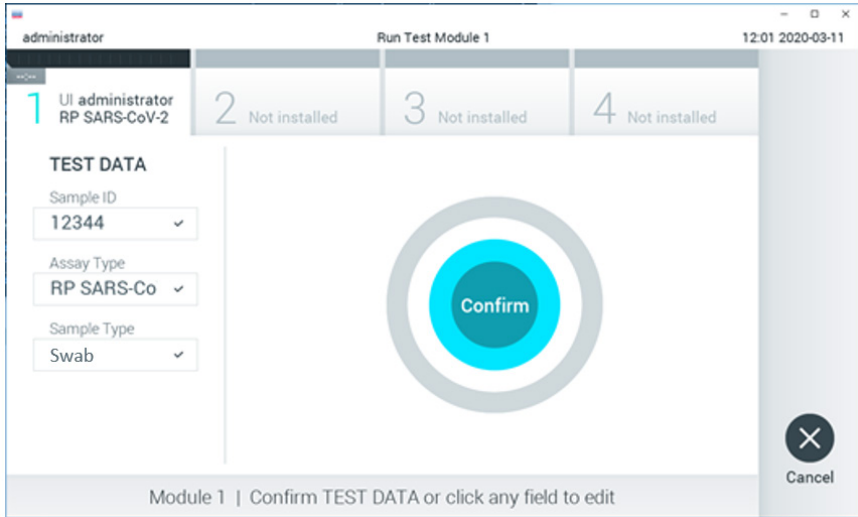 administrator
Run Test Module 1
12:01 2020-03-11
--:--
1 UI administrator
RP SARS-CoV-2
2 Not installed
3 Not installed
4 Not installed
TEST DATA
Sample ID
12344
Assay Type
RP SARS-Co
Sample Type
Swab
Confirm
Cancel
Module 1 | Confirm TEST DATA or click any field to edit